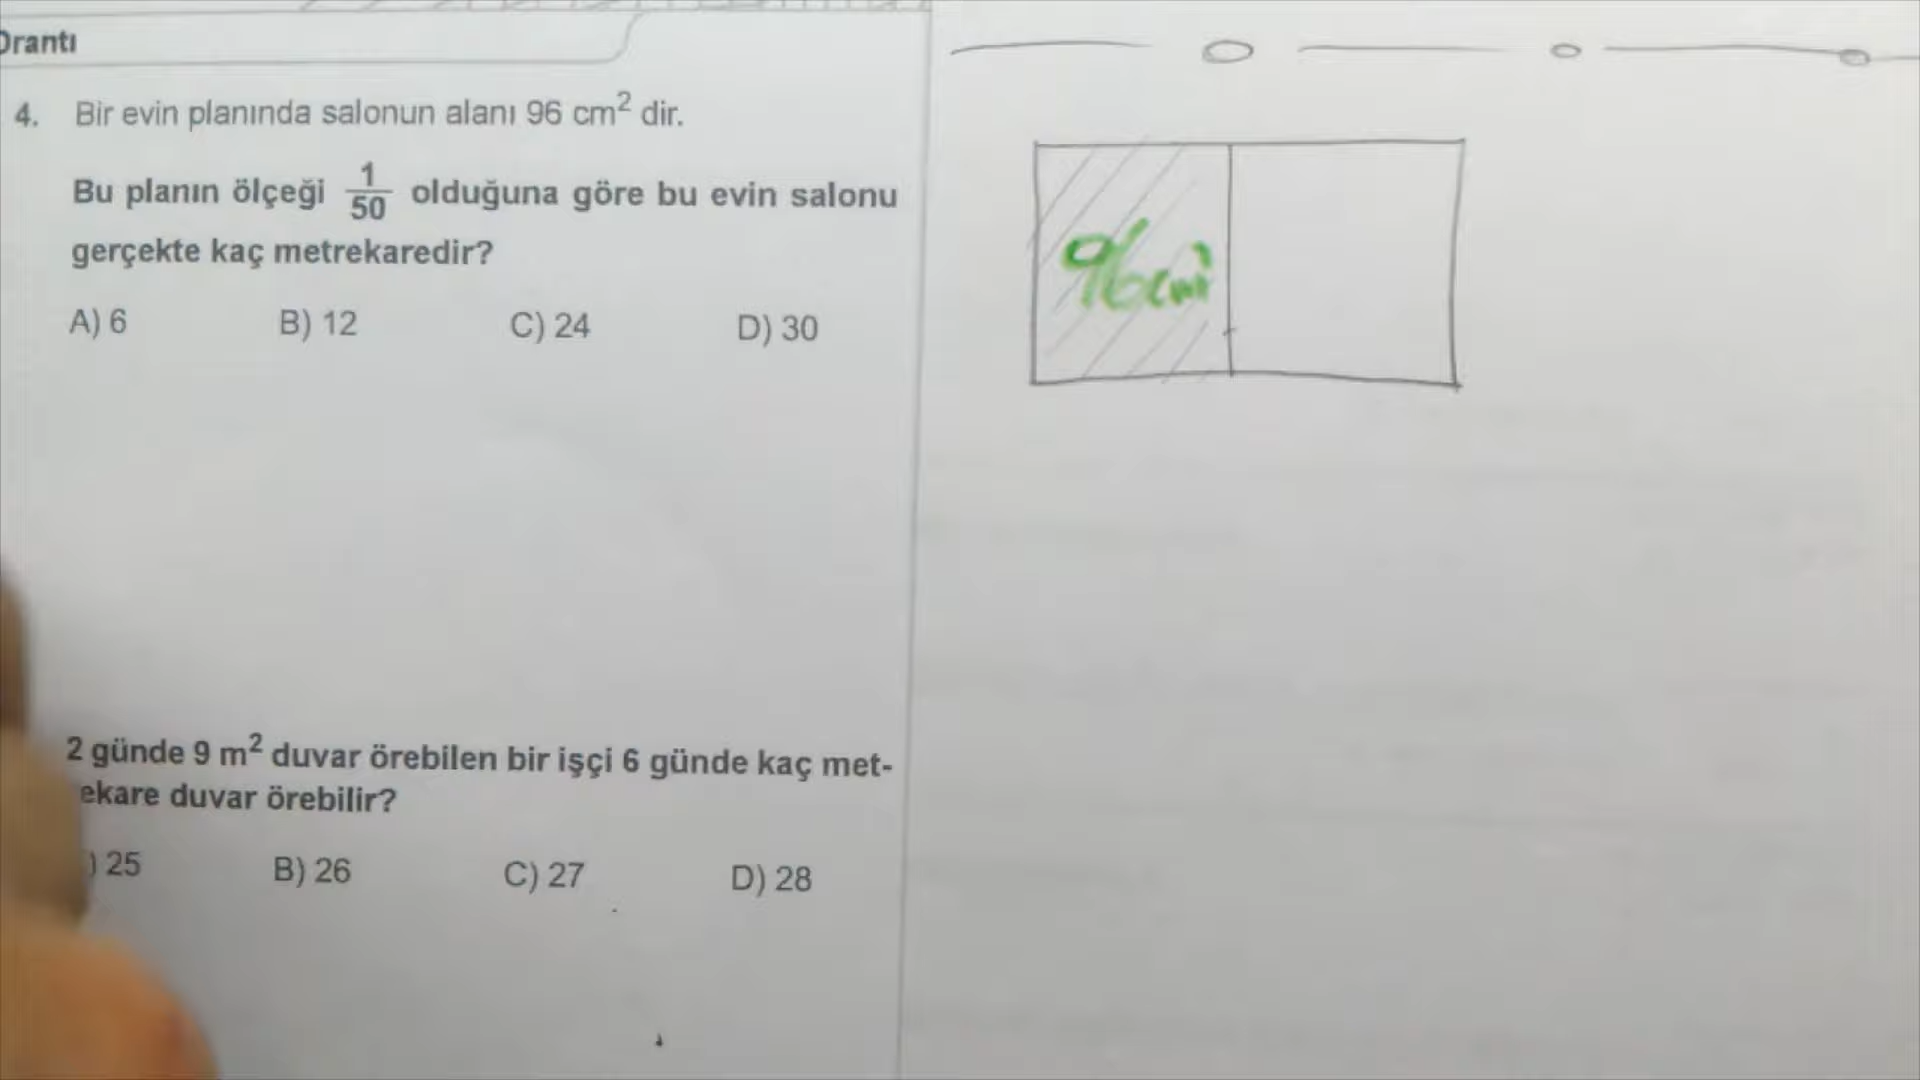 Orantı
4. Bir evin planında salonun alanı 96 cm² dir.
Bu planın ölçeği 1/50 olduğuna göre bu evin salonu
gerçekte kaç metrekaredir?
A) 6 B) 12 C) 24 D) 30
96 cm²
2 günde 9 m² duvar örebilen bir işçi 6 günde kaç met-
ekare duvar örebilir?
) 25 B) 26 C) 27 D) 28